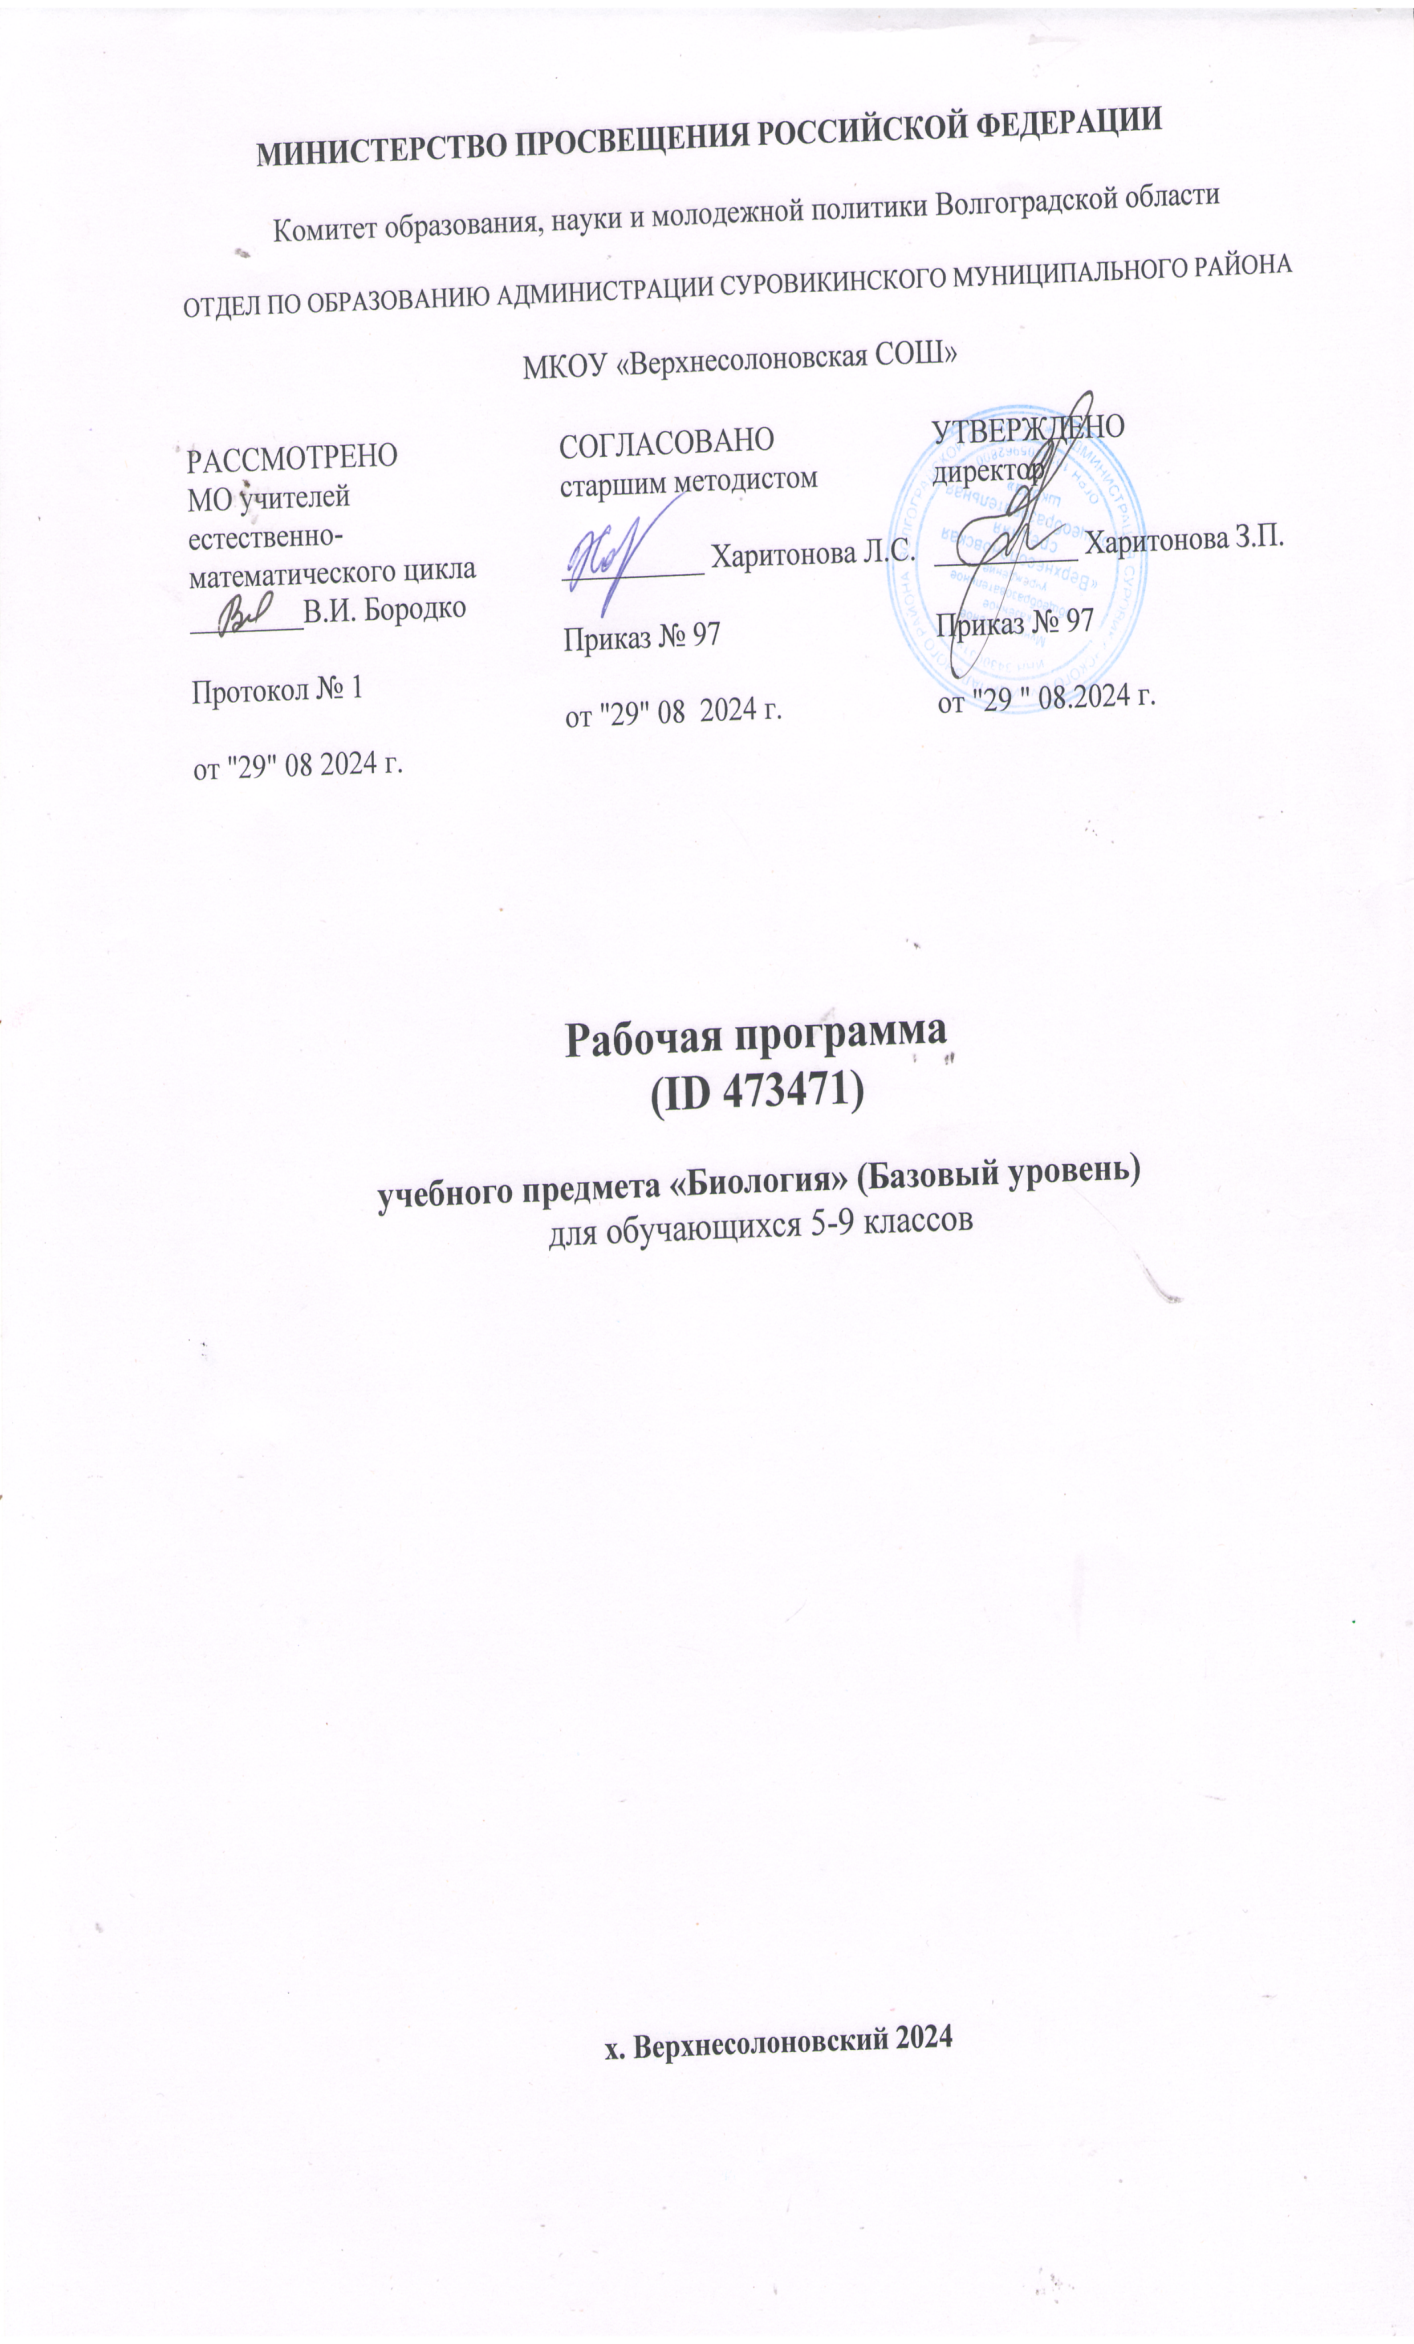 МИНИСТЕРСТВО ПРОСВЕЩЕНИЯ РОССИЙСКОЙ ФЕДЕРАЦИИ
Комитет образования, науки и молодежной политики Волгоградской области
ОТДЕЛ ПО ОБРАЗОВАНИЮ АДМИНИСТРАЦИИ СУРОВИКИНСКОГО МУНИЦИПАЛЬНОГО РАЙОНА
МКОУ «Верхнесолоновская СОШ»
РАССМОТРЕНО
МО учителей
естественно-
математического цикла
В.И. Бородко
Протокол № 1
от "29" 08 2024 г.
СОГЛАСОВАНО
старшим методистом
Харитонова Л.С.
Приказ № 97
от "29" 08 2024 г.
УТВЕРЖДЕНО
директор
Харитонова З.П.
Приказ № 97
от "29 " 08.2024 г.
Рабочая программа
(ID 473471)
учебного предмета «Биология» (Базовый уровень)
для обучающихся 5-9 классов
х. Верхнесолоновский 2024